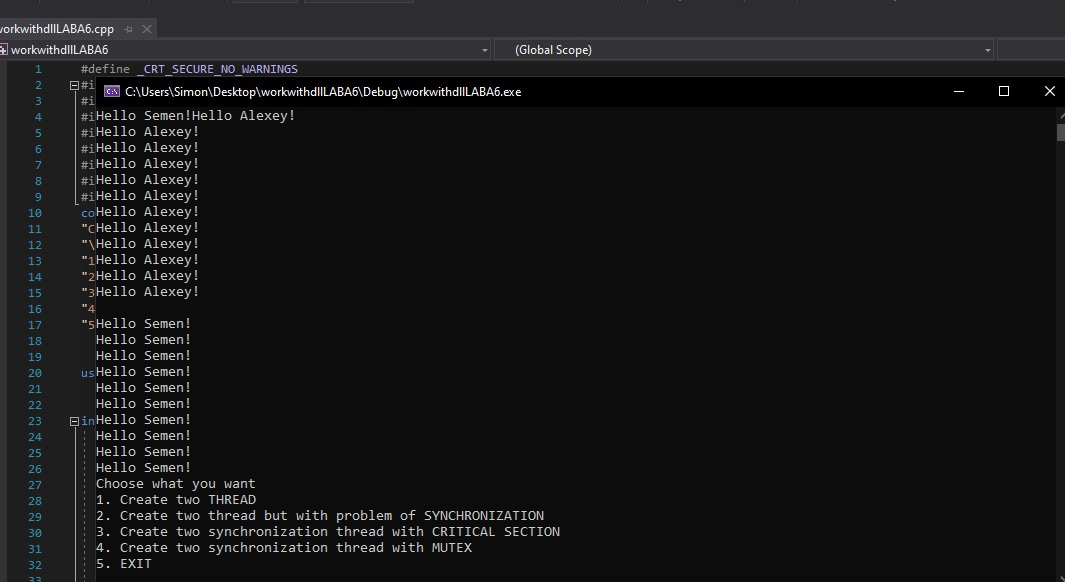 workwithdllLABA6.cpp
workwithdllLABA6 (Global Scope)
1 #define _CRT_SECURE_NO_WARNINGS
2 #i
C:\Users\Simon\Desktop\workwithdllLABA6\Debug\workwithdllLABA6.exe
3 #i
4 #i Hello Semen!Hello Alexey!
5 #i Hello Alexey!
6 #i Hello Alexey!
7 #i Hello Alexey!
8 #i Hello Alexey!
9 #i Hello Alexey!
10 co Hello Alexey!
11 "C Hello Alexey!
12 "\ Hello Alexey!
13 "1 Hello Alexey!
14 "2 Hello Alexey!
15 "3 Hello Alexey!
16 "4
17 "5 Hello Semen!
18 Hello Semen!
19 Hello Semen!
20 us Hello Semen!
21 Hello Semen!
22 Hello Semen!
23 in Hello Semen!
24 Hello Semen!
25 Hello Semen!
26 Hello Semen!
27 Choose what you want
28 1. Create two THREAD
29 2. Create two thread but with problem of SYNCHRONIZATION
30 3. Create two synchronization thread with CRITICAL SECTION
31 4. Create two synchronization thread with MUTEX
32 5. EXIT
33